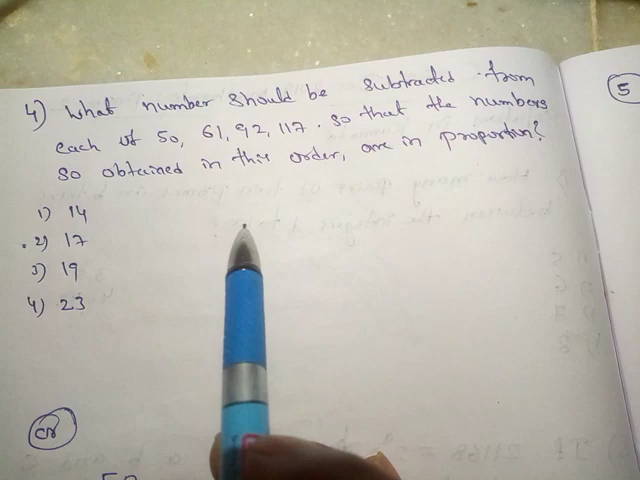 4) What number should be subtracted from
each of 50, 61, 92, 117. so that the numbers
so obtained in this order, are in proportion?
1) 14
2) 17
3) 19
4) 23
5